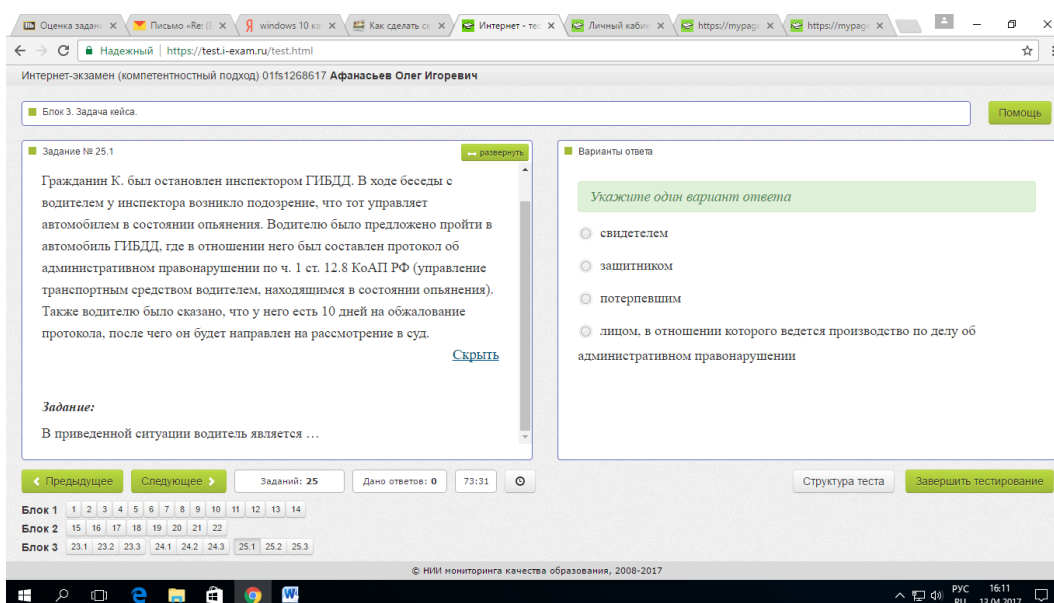 Оценка задани
Письмо «Re: (Б
windows 10 ка
Как сделать ск
Интернет - тес
Личный кабин
https://mypage
https://mypage
Надежный | https://test.i-exam.ru/test.html
Интернет-экзамен (компетентностный подход) 01fs1268617 Афанасьев Олег Игоревич
Блок 3. Задача кейса.
Помощь
Задание № 25.1
развернуть
Гражданин К. был остановлен инспектором ГИБДД. В ходе беседы с
водителем у инспектора возникло подозрение, что тот управляет
автомобилем в состоянии опьянения. Водителю было предложено пройти в
автомобиль ГИБДД, где в отношении него был составлен протокол об
административном правонарушении по ч. 1 ст. 12.8 КоАП РФ (управление
транспортным средством водителем, находящимся в состоянии опьянения).
Также водителю было сказано, что у него есть 10 дней на обжалование
протокола, после чего он будет направлен на рассмотрение в суд.
Скрыть
Задание:
В приведенной ситуации водитель является …
Варианты ответа
Укажите один вариант ответа
свидетелем
защитником
потерпевшим
лицом, в отношении которого ведется производство по делу об
административном правонарушении
Предыдущее
Следующее
Заданий: 25
Дано ответов: 0
73:31
Структура теста
Завершить тестирование
Блок 1 1 2 3 4 5 6 7 8 9 10 11 12 13 14
Блок 2 15 16 17 18 19 20 21 22
Блок 3 23.1 23.2 23.3 24.1 24.2 24.3 25.1 25.2 25.3
© НИИ мониторинга качества образования, 2008-2017
РУС 16:11
RU 13.04.2017